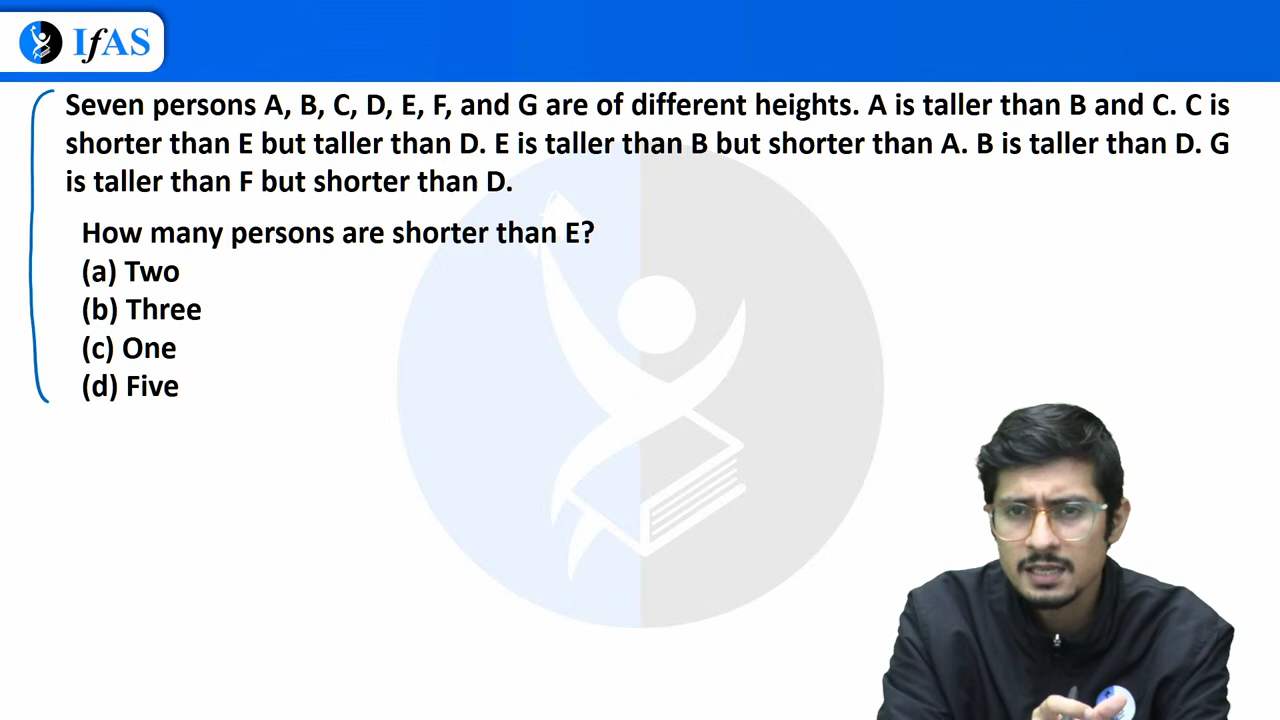 IfAS
Seven persons A, B, C, D, E, F, and G are of different heights. A is taller than B and C. C is
shorter than E but taller than D. E is taller than B but shorter than A. B is taller than D. G
is taller than F but shorter than D.
How many persons are shorter than E?
(a) Two
(b) Three
(c) One
(d) Five